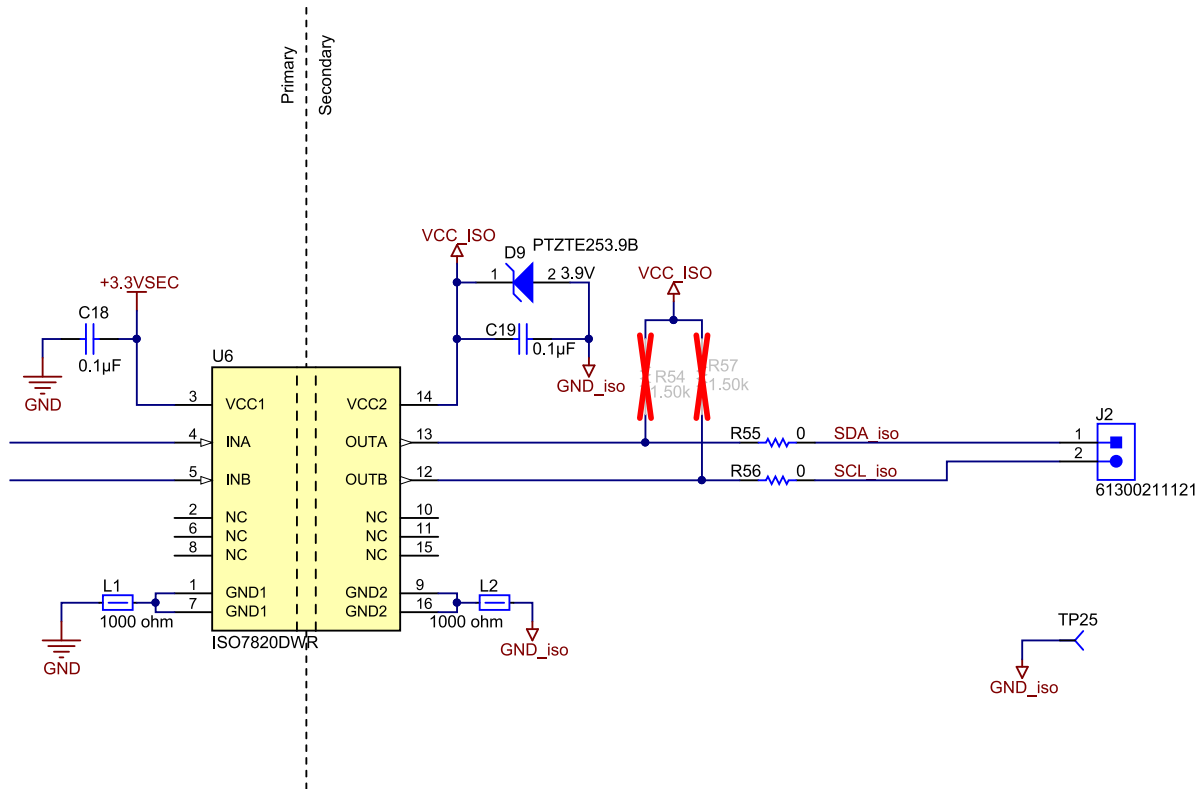 Primary
Secondary
VCC_ISO
D9
PTZTE253.9B
1
2
3.9V
VCC_ISO
+3.3VSEC
C18
0.1µF
GND
C19
0.1µF
GND_iso
R54
1.50k
R57
1.50k
U6
3
VCC1
VCC2
14
4
INA
OUTA
13
5
INB
OUTB
12
2
NC
NC
10
6
NC
NC
11
8
NC
NC
15
1
GND1
GND2
9
7
GND1
GND2
16
ISO7820DWR
L1
1000 ohm
GND
L2
1000 ohm
GND_iso
R55
0
SDA_iso
R56
0
SCL_iso
J2
1
2
61300211121
TP25
GND_iso